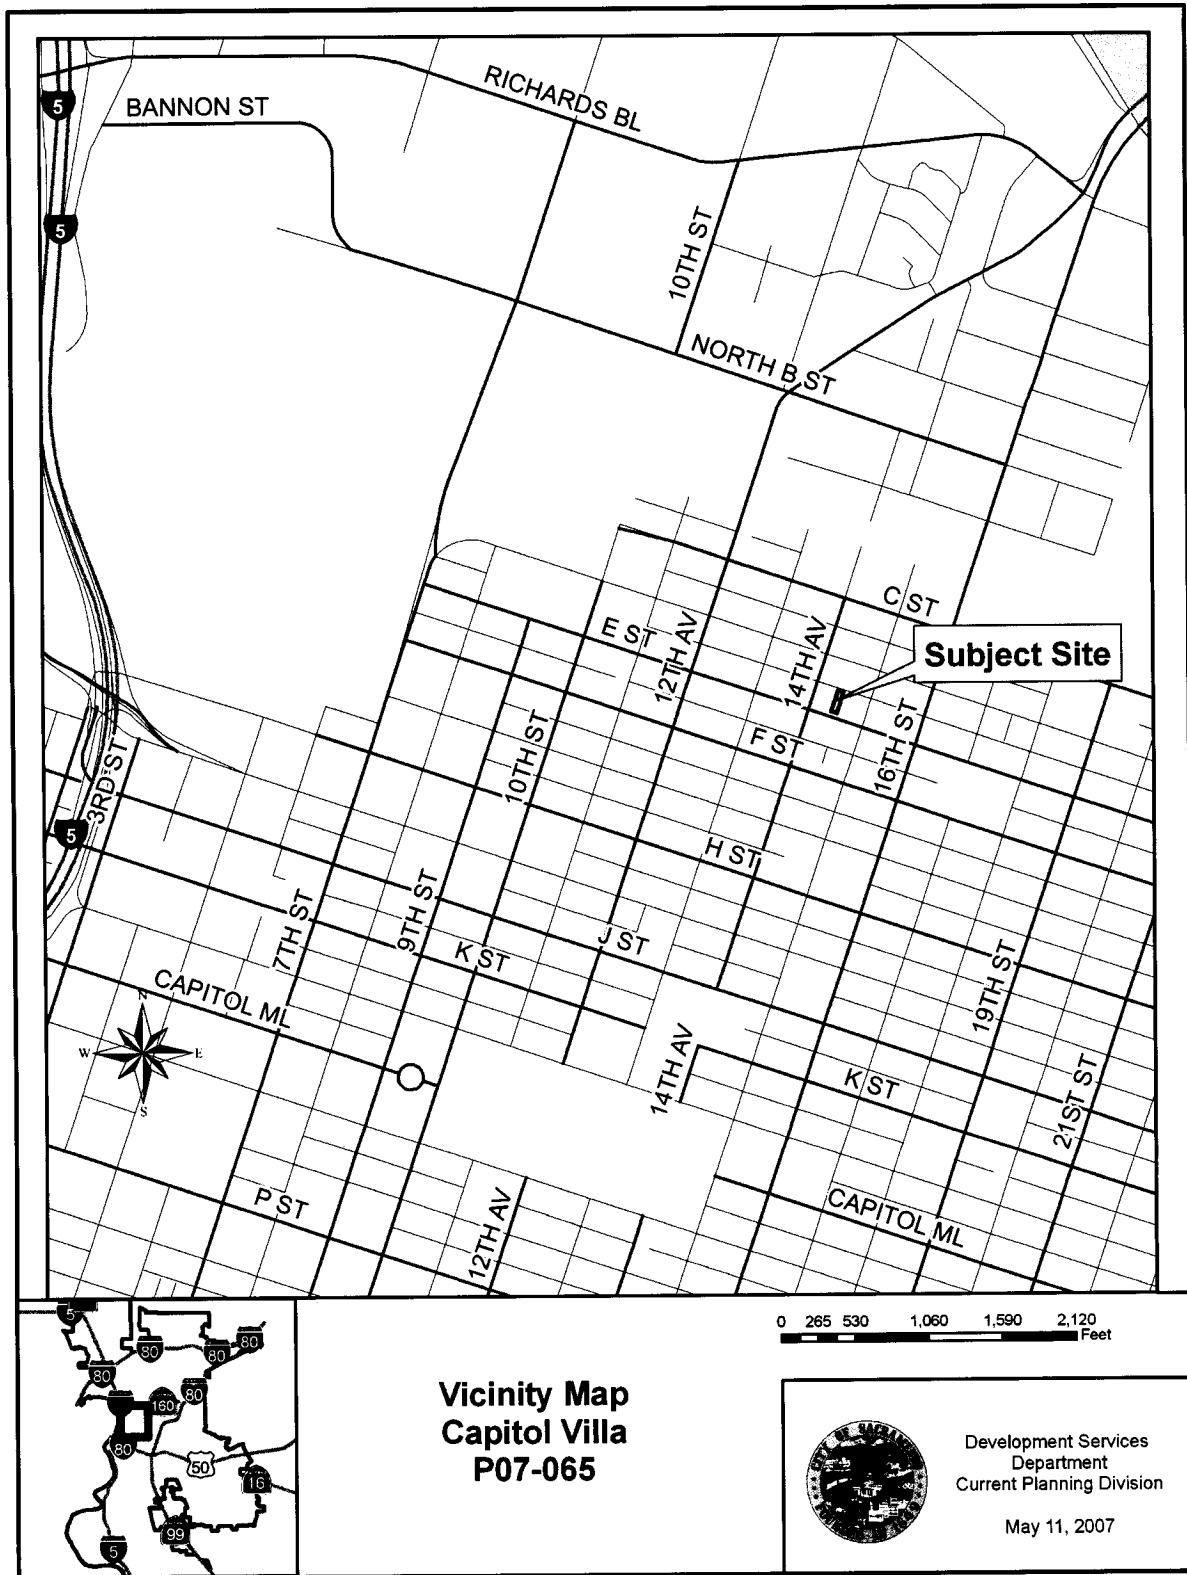 RICHARDS BL
5
BANNON ST
5
10TH ST
NORTH B ST
C ST
E ST
12TH AV
14TH AV
Subject Site
16TH ST
F ST
10TH ST
3RD ST
5
H ST
7TH ST
9TH ST
J ST
K ST
19TH ST
CAPITOL ML
N
W
E
S
14TH AV
K ST
21ST ST
P ST
12TH AV
CAPITOL ML
5
80
80
80
80
80
160
80
50
16
99
5
0 265 530 1,060 1,590 2,120
Feet
Vicinity Map
Capitol Villa
P07-065
CITY OF SACRAMENTO
Development Services
Department
Current Planning Division
May 11, 2007